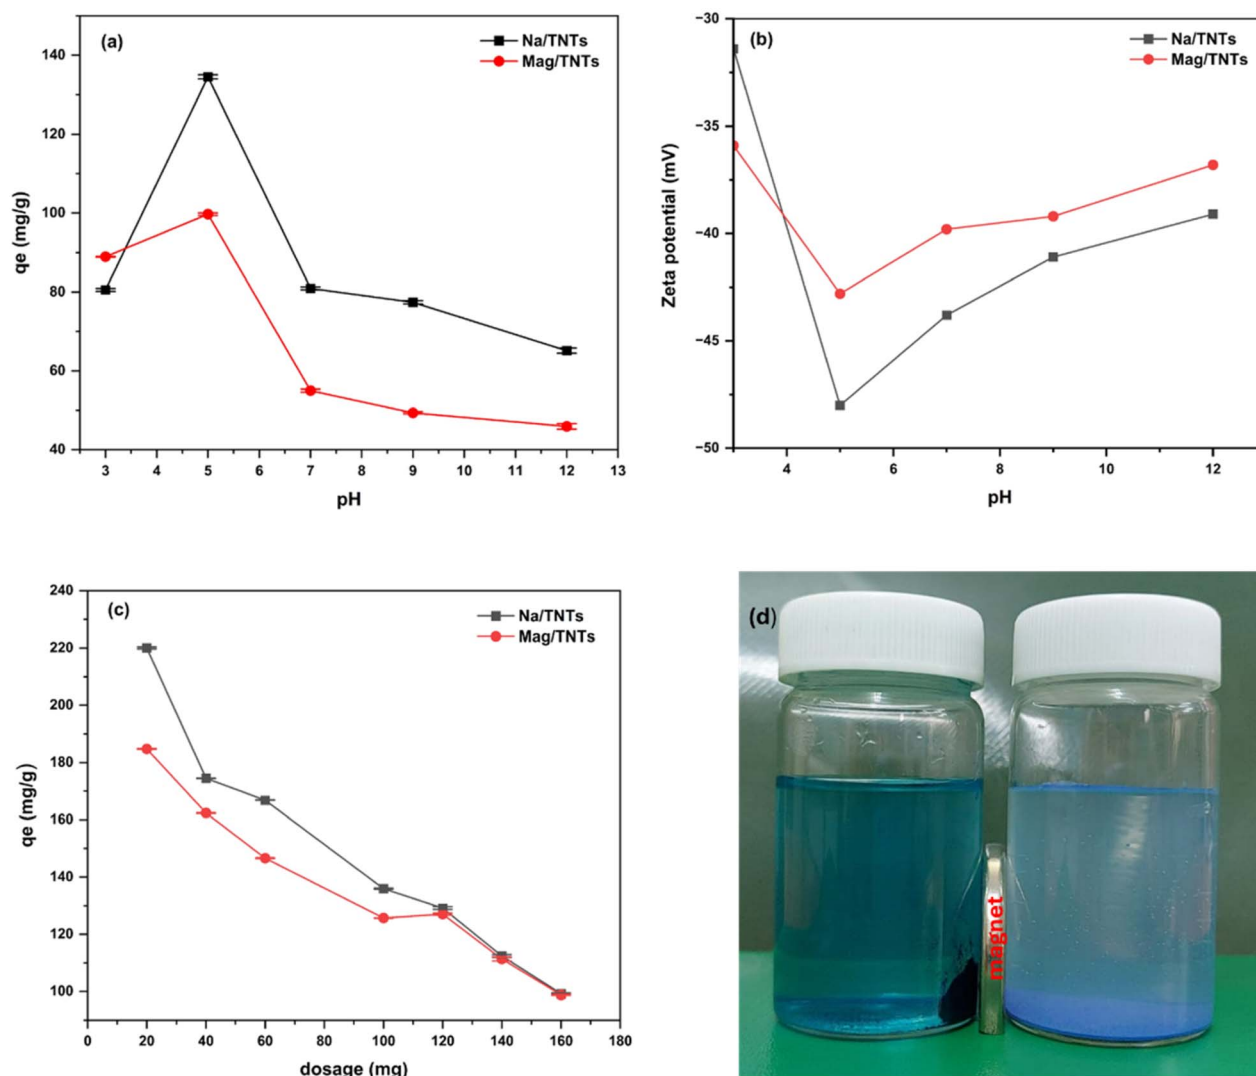 (a)
Na/TNTs
Mag/TNTs
140
120
100
80
60
40
qe (mg/g)
3 4 5 6 7 8 9 10 11 12 13
pH
(b)
Na/TNTs
Mag/TNTs
−30
−35
−40
−45
−50
Zeta potential (mV)
4 6 8 10 12
pH
(c)
Na/TNTs
Mag/TNTs
240
220
200
180
160
140
120
100
qe (mg/g)
0 20 40 60 80 100 120 140 160 180
dosage (mg)
(d)
magnet